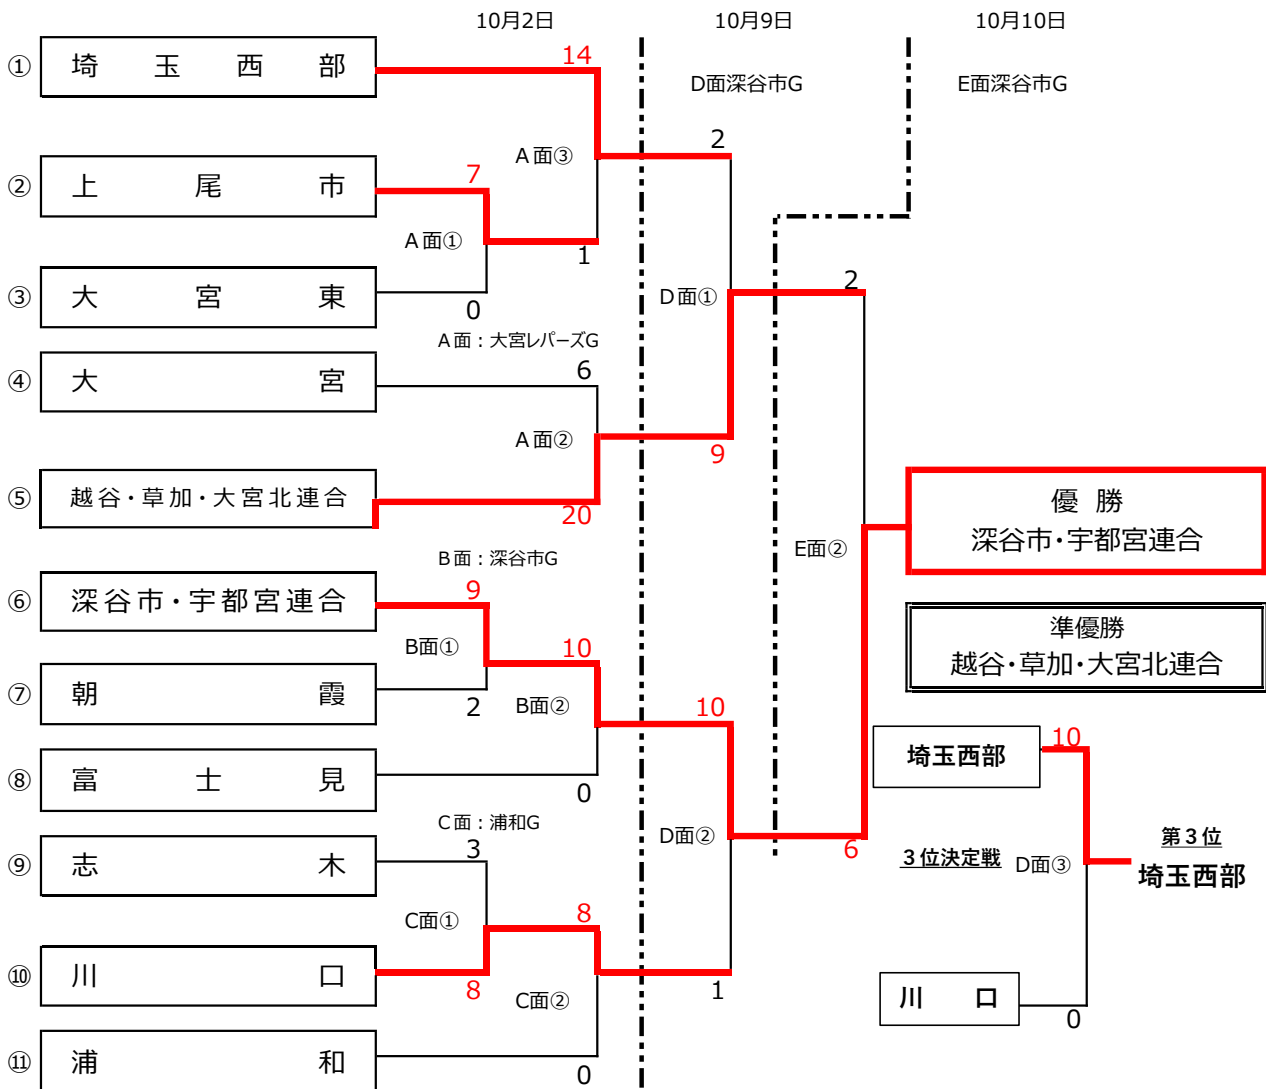 10月2日
10月9日
10月10日
① 埼玉西部
14
D面深谷市G
E面深谷市G
2
A面③
② 上尾市
7
A面①
1
③ 大宮東
0
D面①
2
A面：大宮レパーズG
④ 大宮
6
A面②
9
⑤ 越谷・草加・大宮北連合
20
優勝
深谷市・宇都宮連合
E面②
B面：深谷市G
⑥ 深谷市・宇都宮連合
9
B面①
10
準優勝
越谷・草加・大宮北連合
⑦ 朝霞
2
B面②
10
⑧ 富士見
0
埼玉西部
10
C面：浦和G
3
⑨ 志木
D面②
6
3位決定戦
D面③
第3位
埼玉西部
C面①
8
⑩ 川口
8
C面②
1
川口
0
⑪ 浦和
0